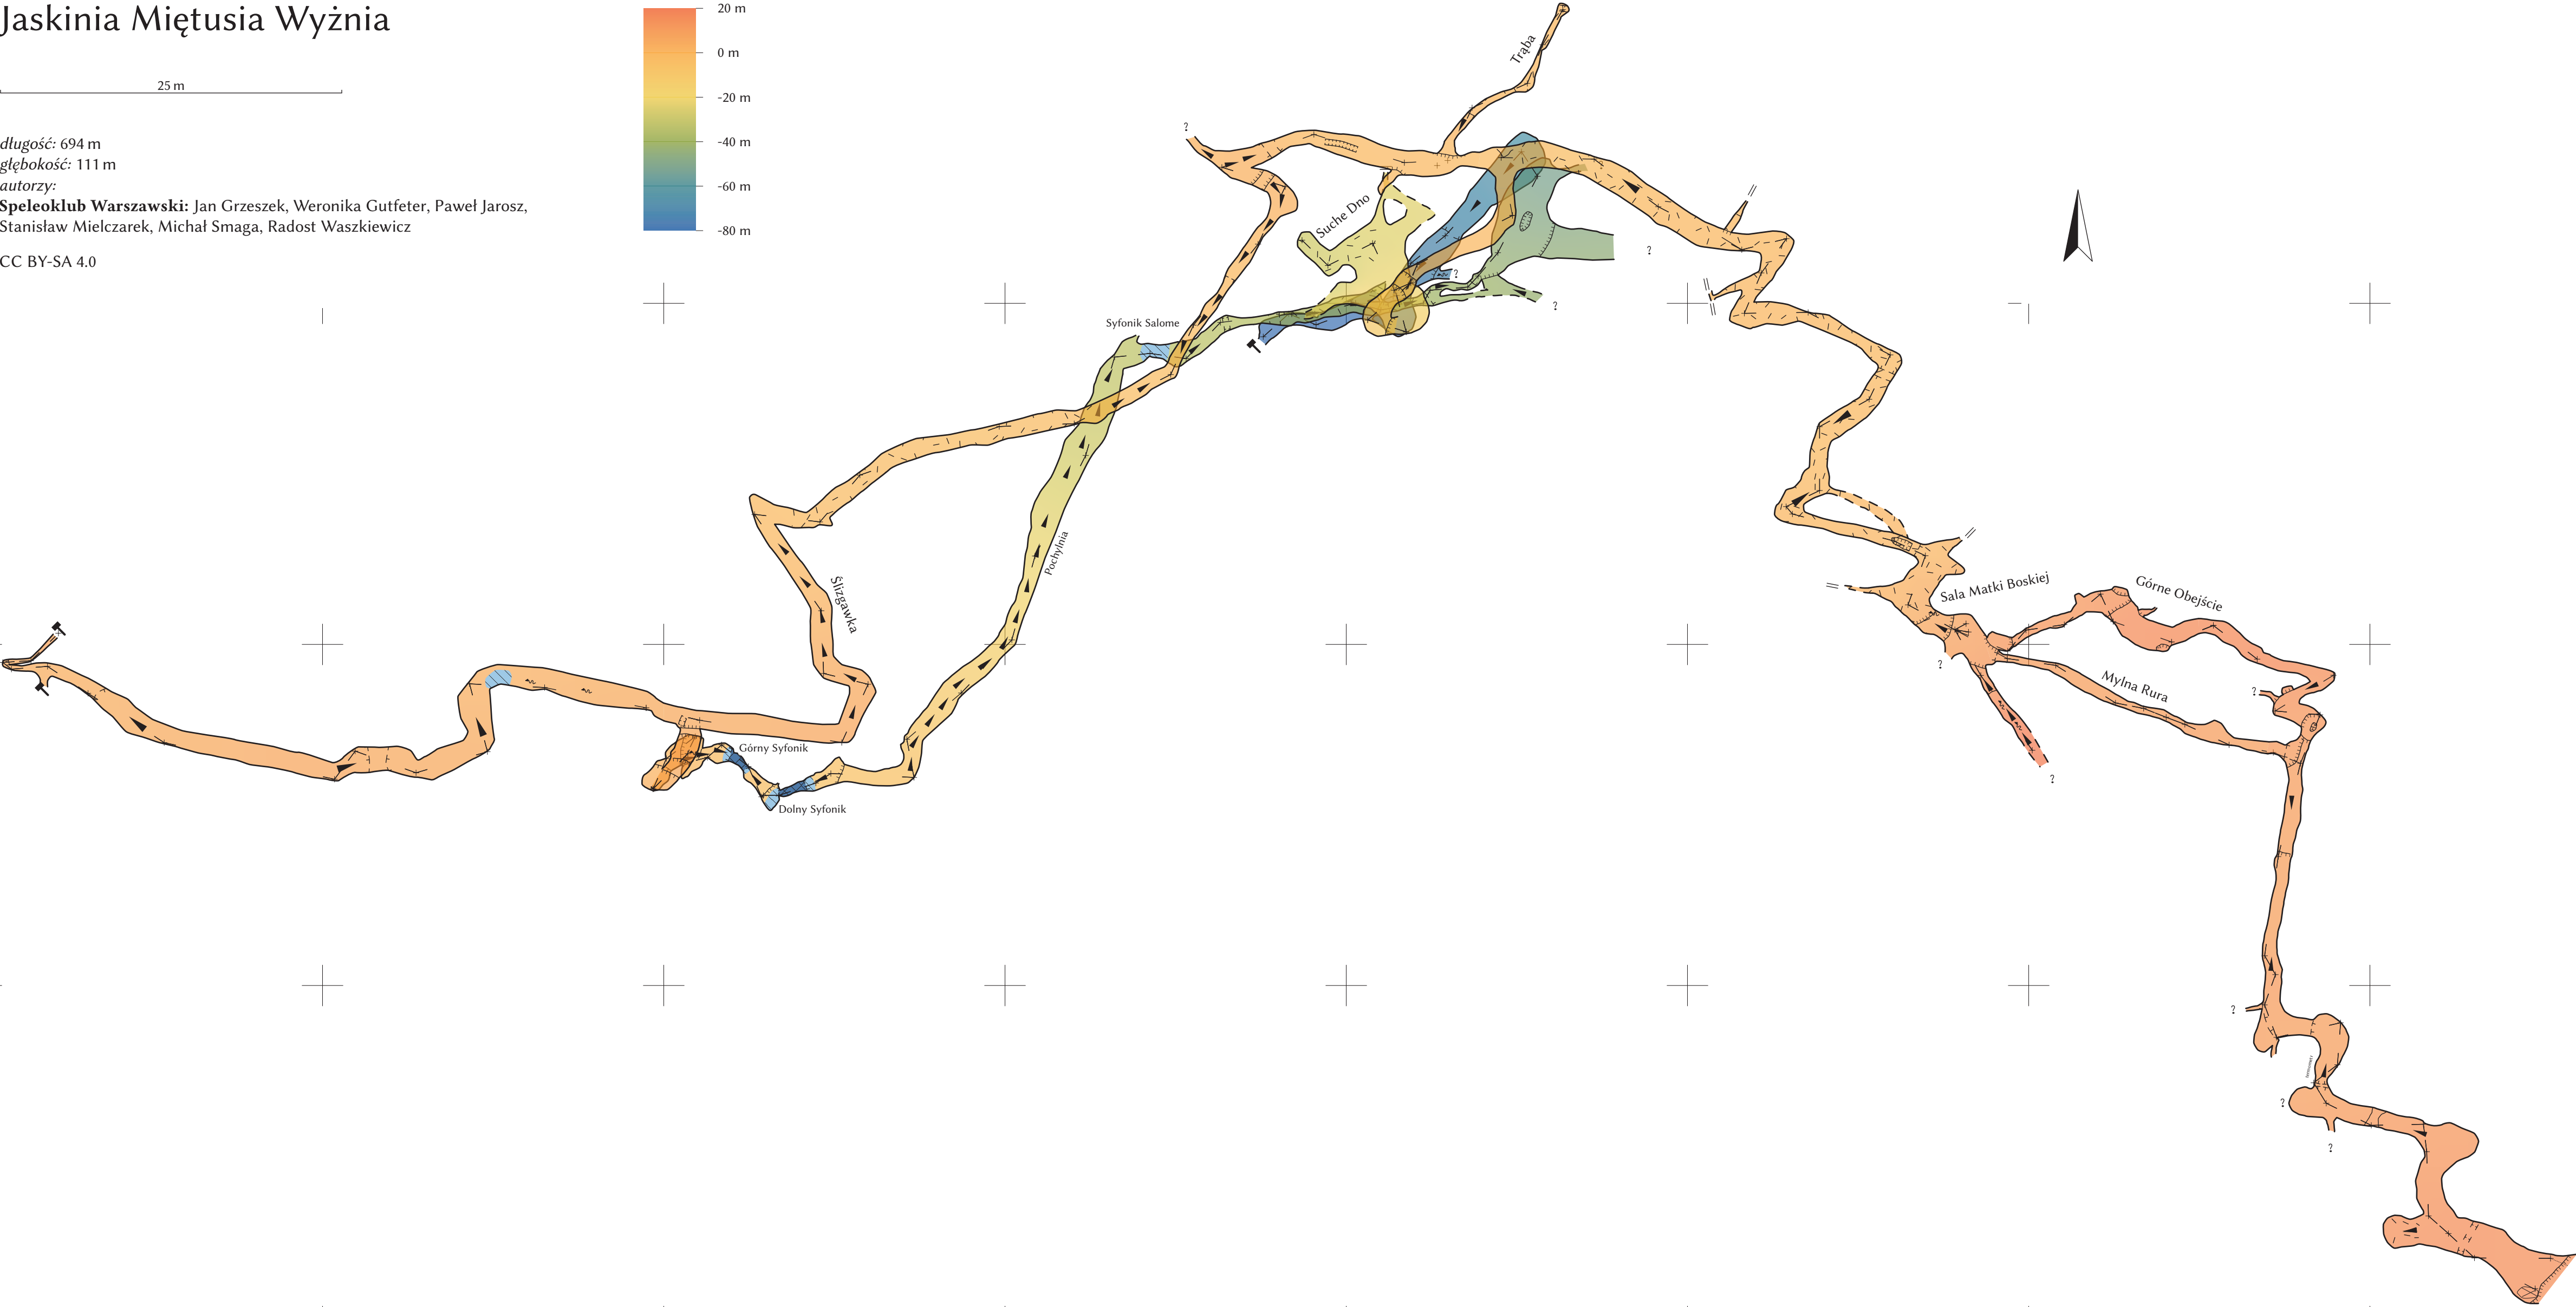 Jaskinia Miętusia Wyżnia
25 m
długość: 694 m
głębokość: 111 m
autorzy:
Speleoklub Warszawski: Jan Grzeszek, Weronika Gutfeter, Paweł Jarosz,
Stanisław Mielczarek, Michał Smaga, Radost Waszkiewicz
CC BY-SA 4.0
20 m
0 m
-20 m
-40 m
-60 m
-80 m
Trąba
?
Suche Dno
?
?
?
Syfonik Salome
Pochylnia
Ślizgawka
Sala Matki Boskiej
Górne Obejście
?
?
Mylna Rura
?
Górny Syfonik
Dolny Syfonik
?
?
?